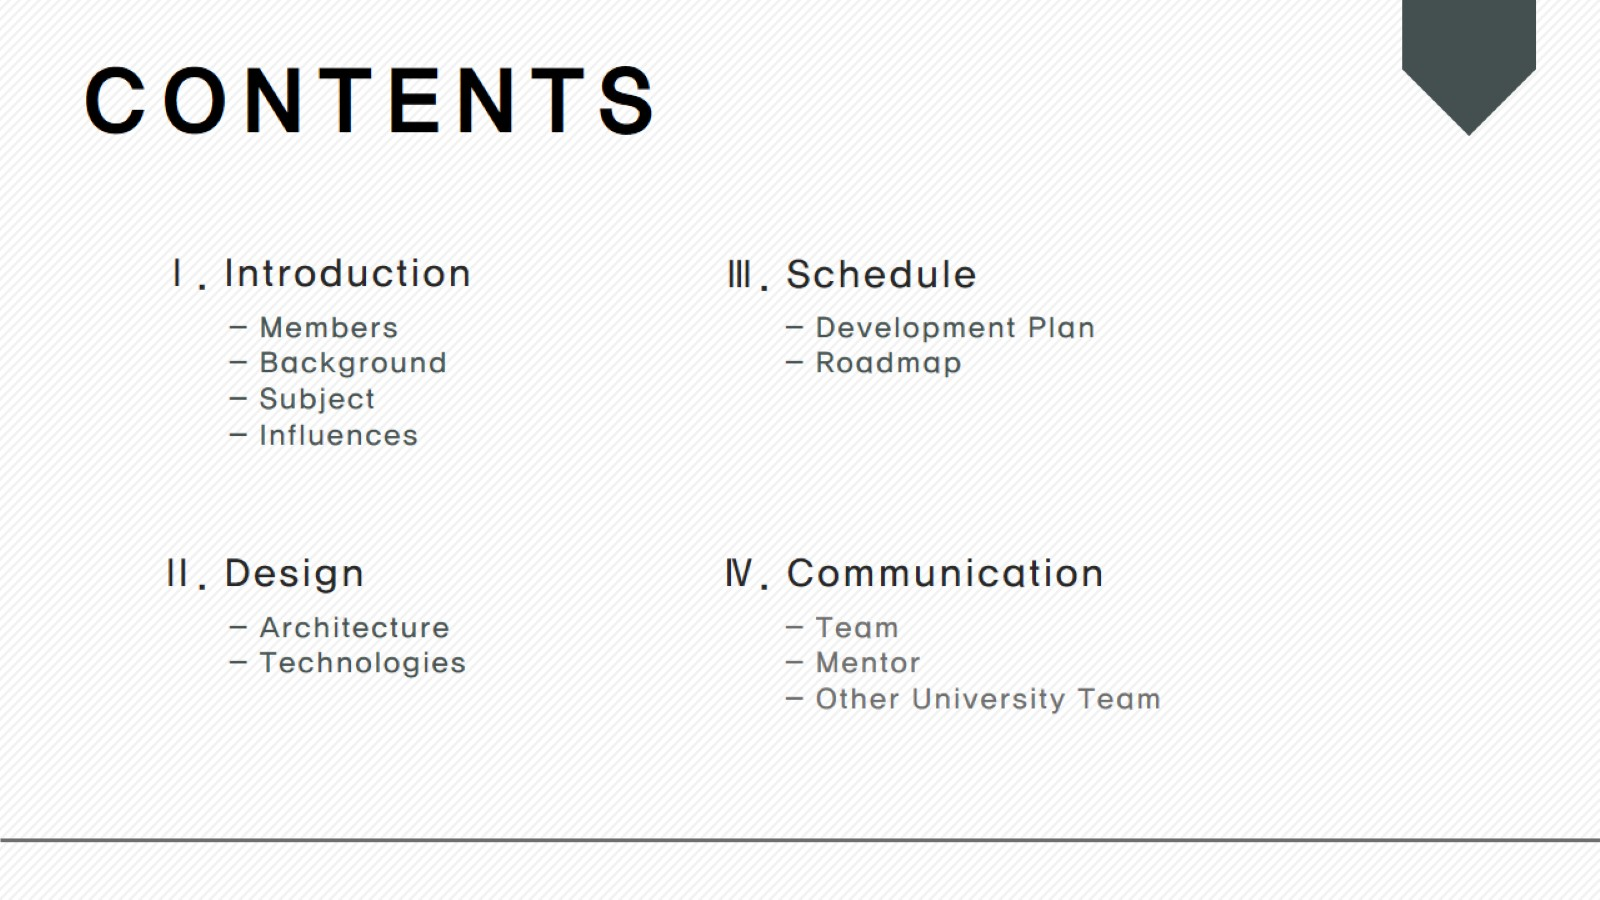 CONTENTS
Ⅰ. Introduction
– Members
– Background
– Subject
– Influences
II. Design
– Architecture
– Technologies
Ⅲ. Schedule
– Development Plan
– Roadmap
Ⅳ. Communication
– Team
– Mentor
– Other University Team